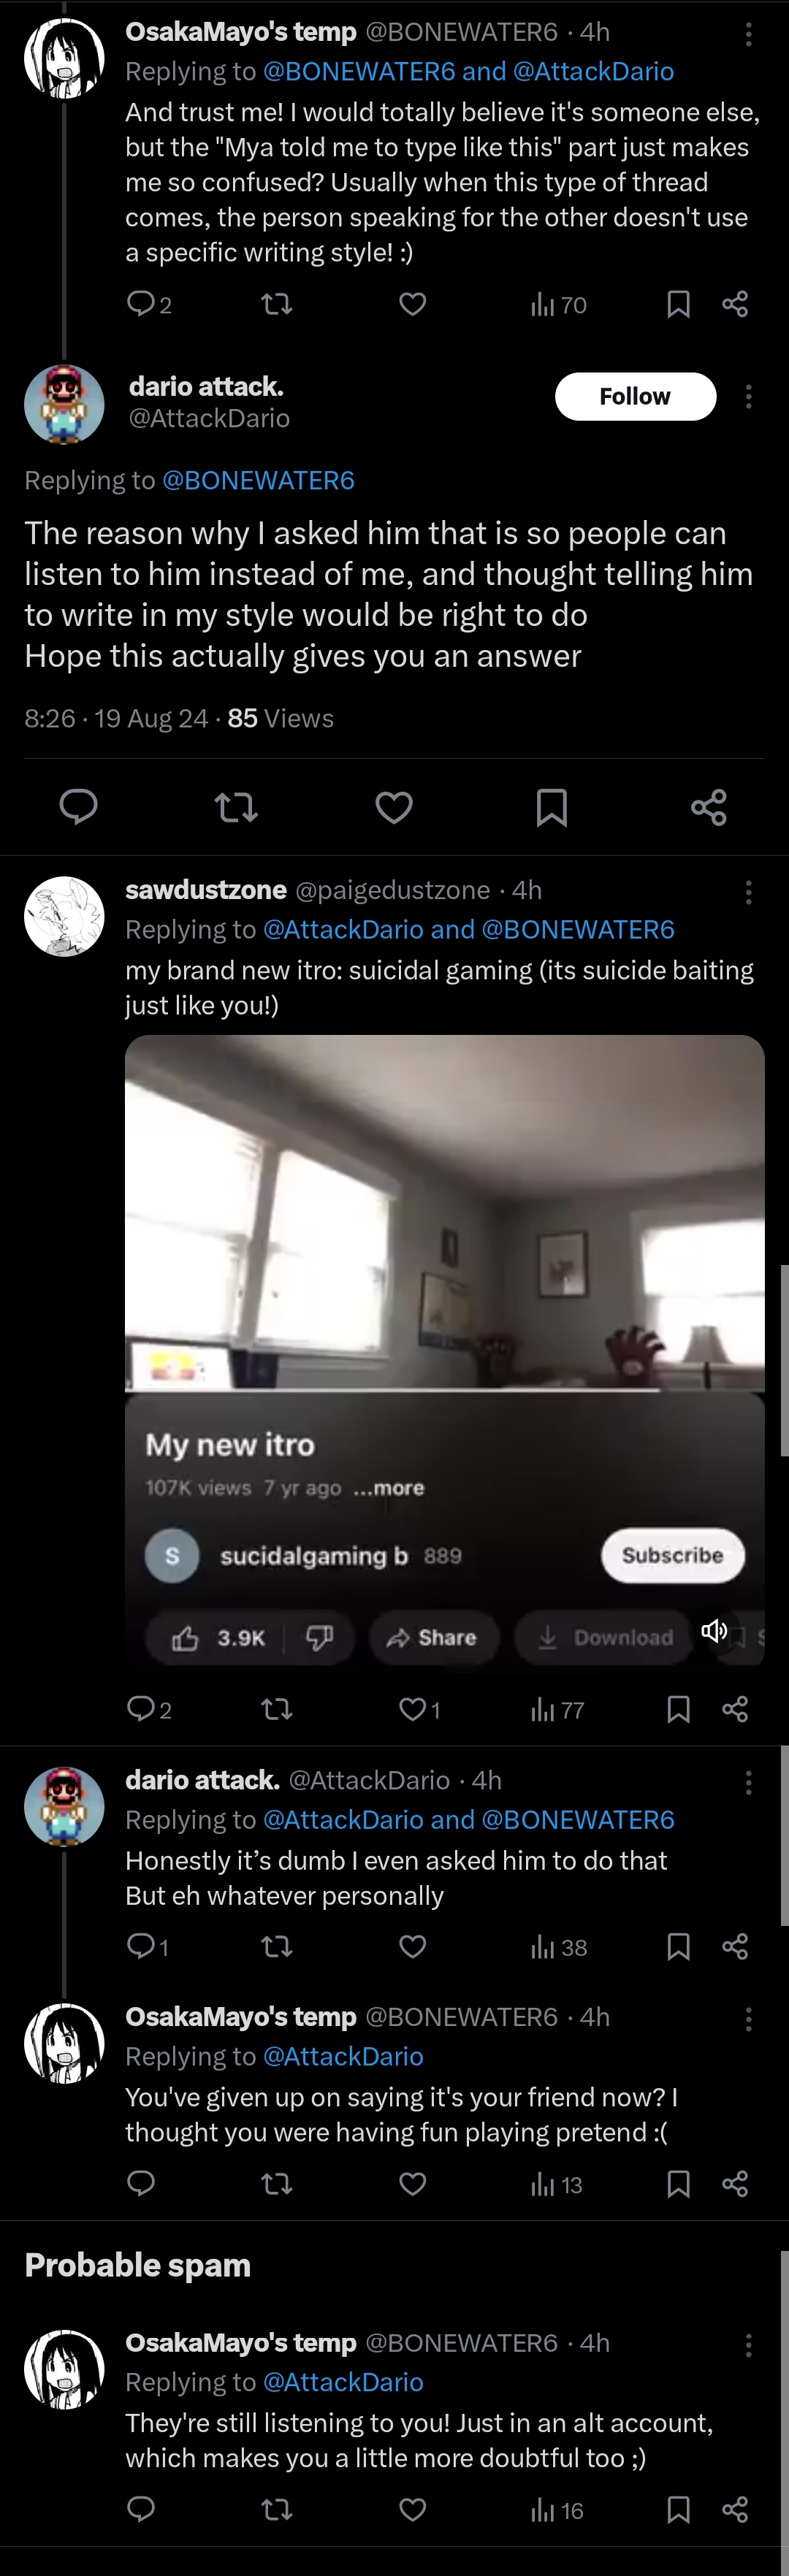 OsakaMayo's temp @BONEWATER6 · 4h
Replying to @BONEWATER6 and @AttackDario
And trust me! I would totally believe it's someone else,
but the "Mya told me to type like this" part just makes
me so confused? Usually when this type of thread
comes, the person speaking for the other doesn't use
a specific writing style! :)
2 70
dario attack.
@AttackDario
Follow
Replying to @BONEWATER6
The reason why I asked him that is so people can
listen to him instead of me, and thought telling him
to write in my style would be right to do
Hope this actually gives you an answer
8:26 · 19 Aug 24 · 85 Views
sawdustzone @paigedustzone · 4h
Replying to @AttackDario and @BONEWATER6
my brand new itro: suicidal gaming (its suicide baiting
just like you!)
My new itro
107K views 7 yr ago ...more
S sucidalgaming b 889 Subscribe
3.9K Share Download S
2 1 77
dario attack. @AttackDario · 4h
Replying to @AttackDario and @BONEWATER6
Honestly it’s dumb I even asked him to do that
But eh whatever personally
1 38
OsakaMayo's temp @BONEWATER6 · 4h
Replying to @AttackDario
You've given up on saying it's your friend now? I
thought you were having fun playing pretend :(
13
Probable spam
OsakaMayo's temp @BONEWATER6 · 4h
Replying to @AttackDario
They're still listening to you! Just in an alt account,
which makes you a little more doubtful too ;)
16